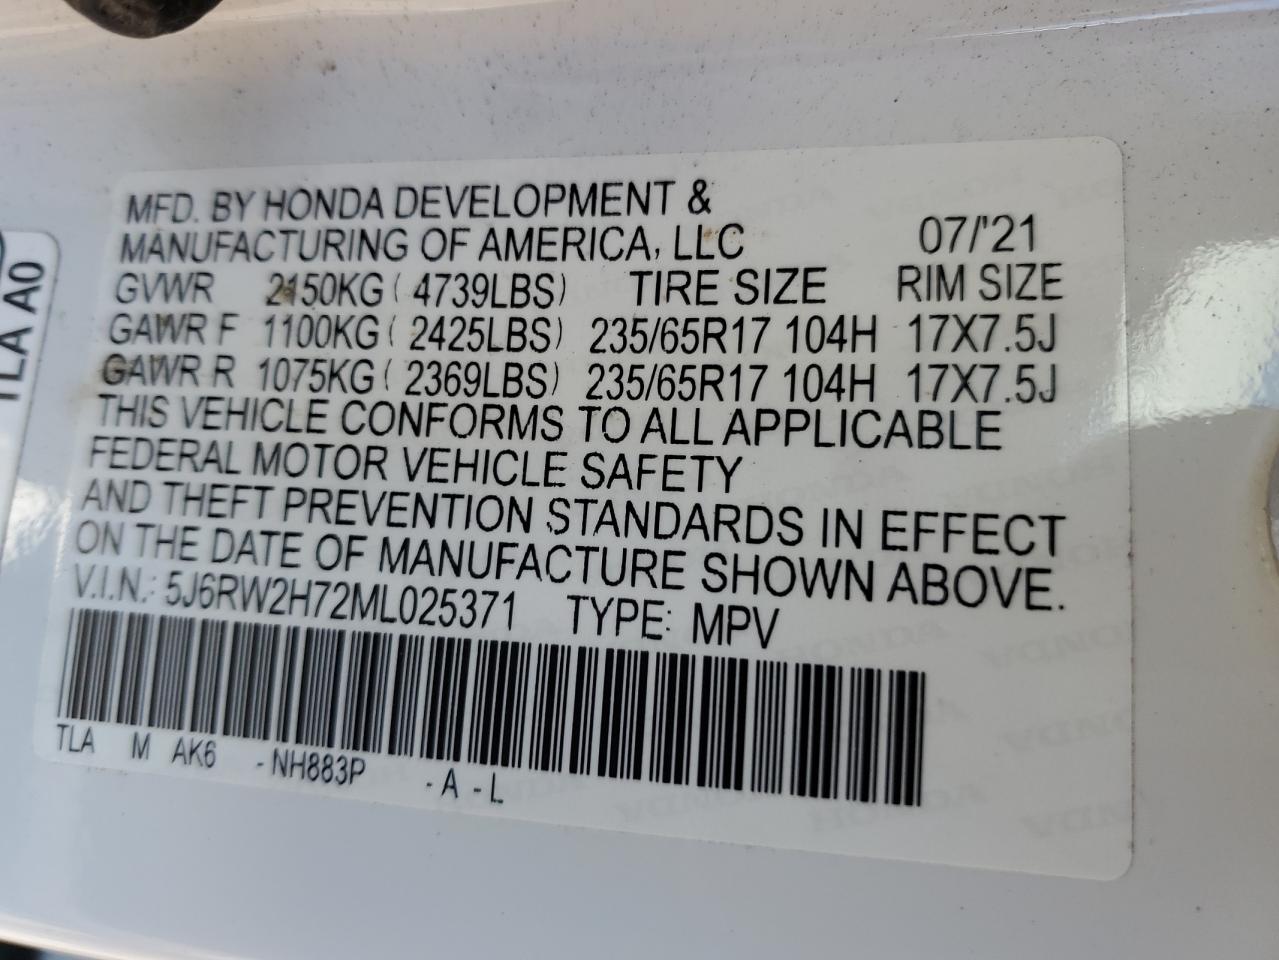 MFD. BY HONDA DEVELOPMENT &
MANUFACTURING OF AMERICA, LLC 07/'21
GVWR 2150KG ( 4739LBS) TIRE SIZE RIM SIZE
GAWR F 1100KG ( 2425LBS) 235/65R17 104H 17X7.5J
GAWR R 1075KG ( 2369LBS) 235/65R17 104H 17X7.5J
THIS VEHICLE CONFORMS TO ALL APPLICABLE
FEDERAL MOTOR VEHICLE SAFETY
AND THEFT PREVENTION STANDARDS IN EFFECT
ON THE DATE OF MANUFACTURE SHOWN ABOVE.
V.I.N.: 5J6RW2H72ML025371 TYPE: MPV
TLA M AK6 - NH883P - A - L
TLA A0